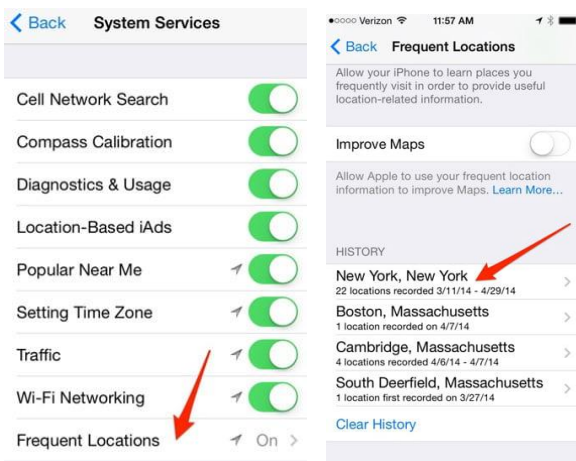 Back System Services
Cell Network Search
Compass Calibration
Diagnostics & Usage
Location-Based iAds
Popular Near Me
Setting Time Zone
Traffic
Wi-Fi Networking
Frequent Locations On
Verizon 11:57 AM
Back Frequent Locations
Allow your iPhone to learn places you
frequently visit in order to provide useful
location-related information.
Improve Maps
Allow Apple to use your frequent location
information to improve Maps. Learn More...
HISTORY
New York, New York
22 locations recorded 3/11/14 - 4/29/14
Boston, Massachusetts
1 location recorded on 4/7/14
Cambridge, Massachusetts
4 locations recorded 4/6/14 - 4/7/14
South Deerfield, Massachusetts
1 location first recorded on 3/27/14
Clear History